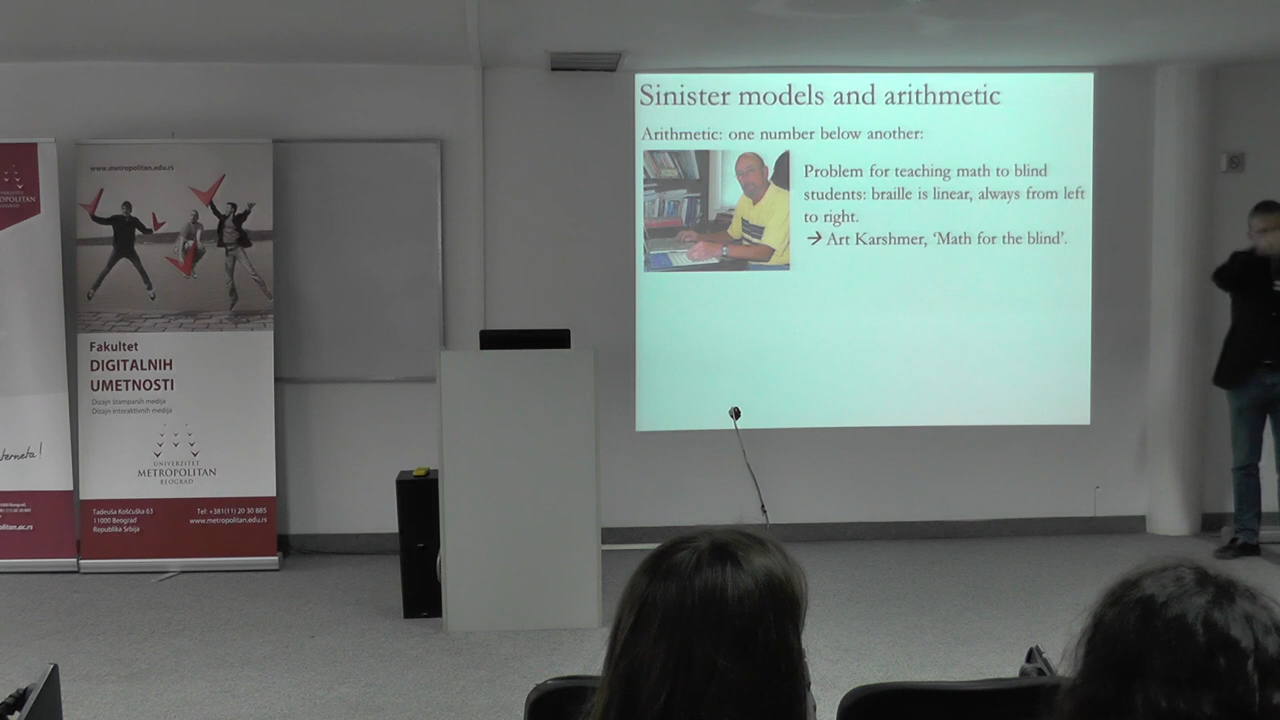 UNIVERZITET
METROPOLITAN
BEOGRAD
www.metropolitan.edu.rs
Fakultet
DIGITALNIH
UMETNOSTI
Dizajn štampanih medija
Dizajn interaktivnih medija
UNIVERZITET
METROPOLITAN
BEOGRAD
Tadeuša Košćuška 63
11000 Beograd
Republika Srbija
Tel: +381(11) 20 30 885
www.metropolitan.edu.rs
Sinister models and arithmetic
Arithmetic: one number below another:
Problem for teaching math to blind
students: braille is linear, always from left
to right.
→ Art Karshmer, ‘Math for the blind’.